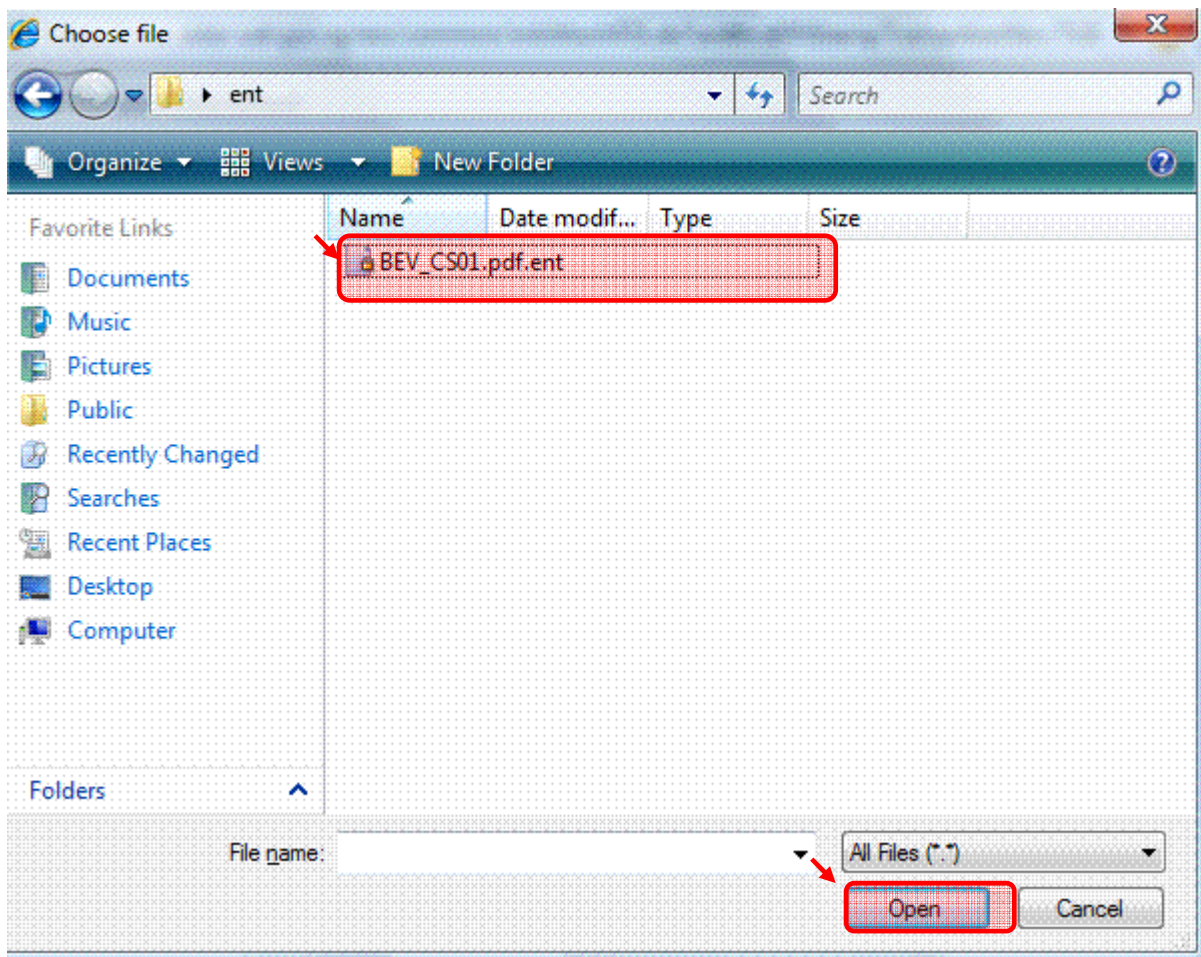 Choose file
ent
Search
Organize Views New Folder
Favorite Links
Name Date modif... Type Size
BEV_CS01.pdf.ent
Documents
Music
Pictures
Public
Recently Changed
Searches
Recent Places
Desktop
Computer
Folders
File name: All Files (*.*)
Open Cancel